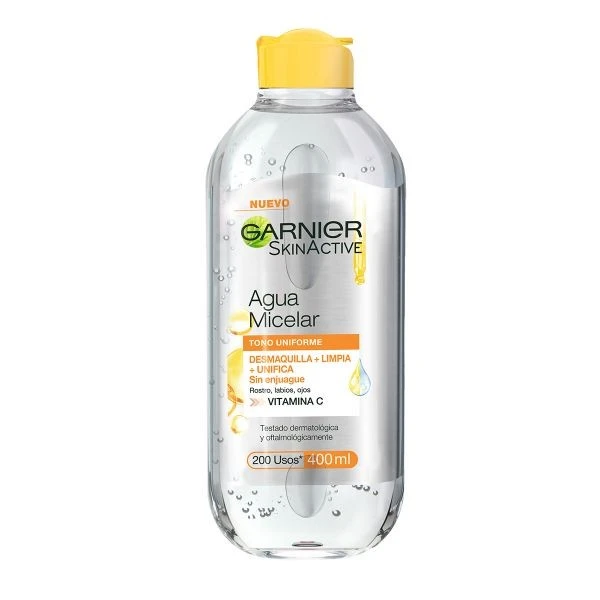 NUEVO
GARNIER
SKINACTIVE
Agua
Micelar
TONO UNIFORME
DESMAQUILLA + LIMPIA
+ UNIFICA
Sin enjuague
Rostro, labios, ojos
VITAMINA C
Testado dermatológica
y oftalmológicamente
200 Usos* 400ml